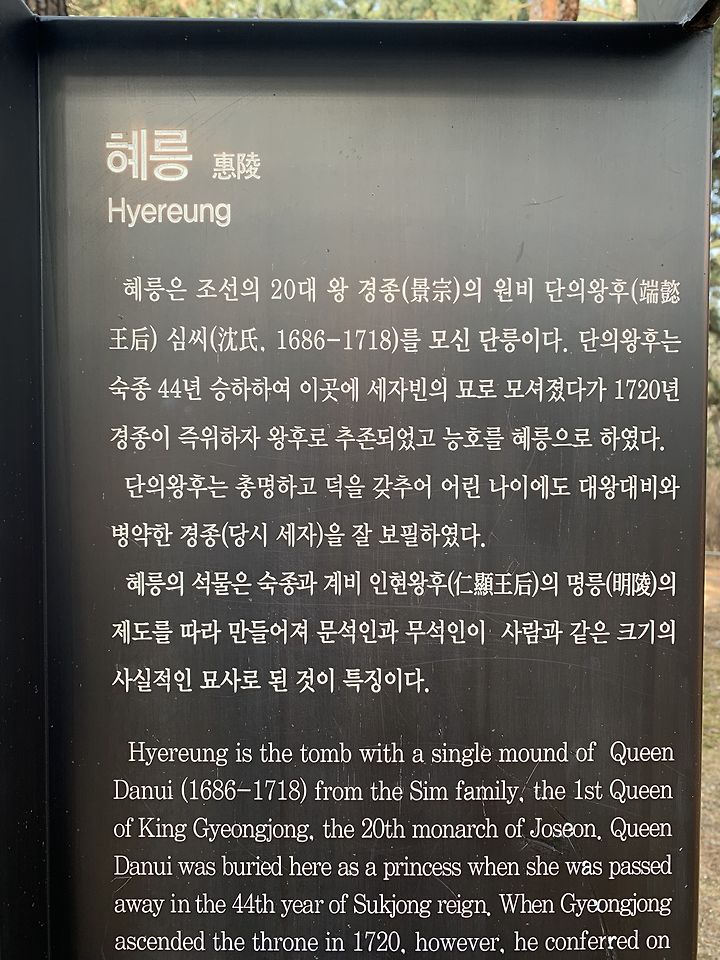 혜릉 惠陵
Hyereung
혜릉은 조선의 20대 왕 경종(景宗)의 원비 단의왕후(端懿
王后) 심씨(沈氏, 1686-1718)를 모신 단릉이다. 단의왕후는
숙종 44년 승하하여 이곳에 세자빈의 묘로 모셔졌다가 1720년
경종이 즉위하자 왕후로 추존되었고 능호를 혜릉으로 하였다.
단의왕후는 총명하고 덕을 갖추어 어린 나이에도 대왕대비와
병약한 경종(당시 세자)을 잘 보필하였다.
혜릉의 석물은 숙종과 계비 인현왕후(仁顯王后)의 명릉(明陵)의
제도를 따라 만들어져 문석인과 무석인이 사람과 같은 크기의
사실적인 묘사로 된 것이 특징이다.
Hyereung is the tomb with a single mound of Queen
Danui (1686-1718) from the Sim family, the 1st Queen
of King Gyeongjong, the 20th monarch of Joseon. Queen
Danui was buried here as a princess when she was passed
away in the 44th year of Sukjong reign. When Gyeongjong
ascended the throne in 1720, however, he conferred on